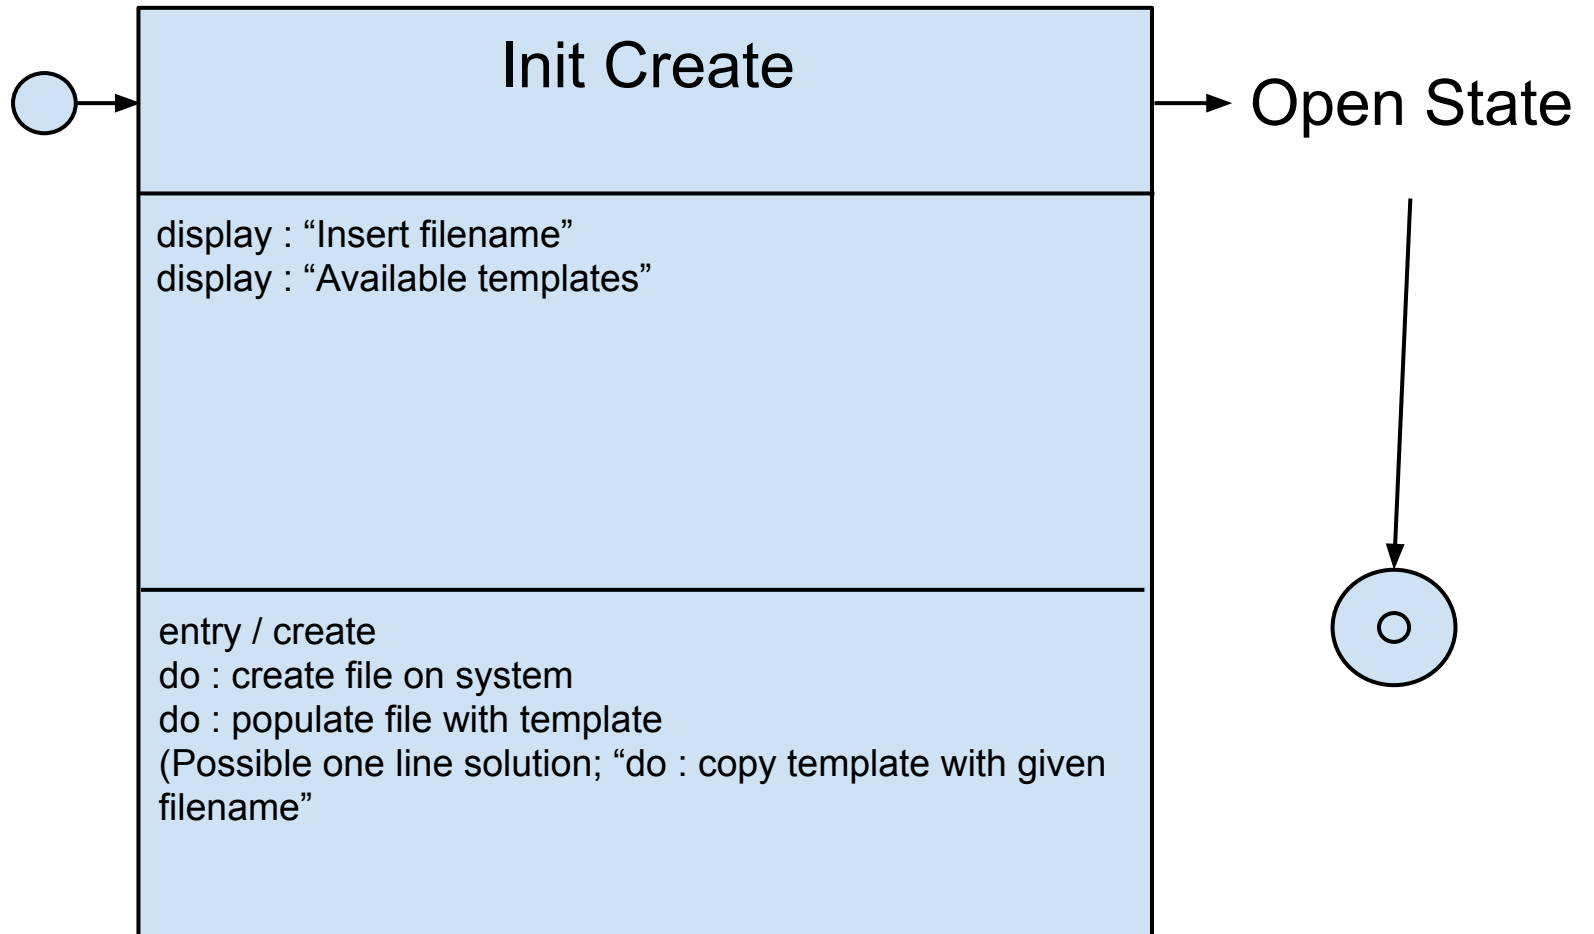 Init Create
Open State
display : “Insert filename”
display : “Available templates”
entry / create
do : create file on system
do : populate file with template
(Possible one line solution; “do : copy template with given
filename”